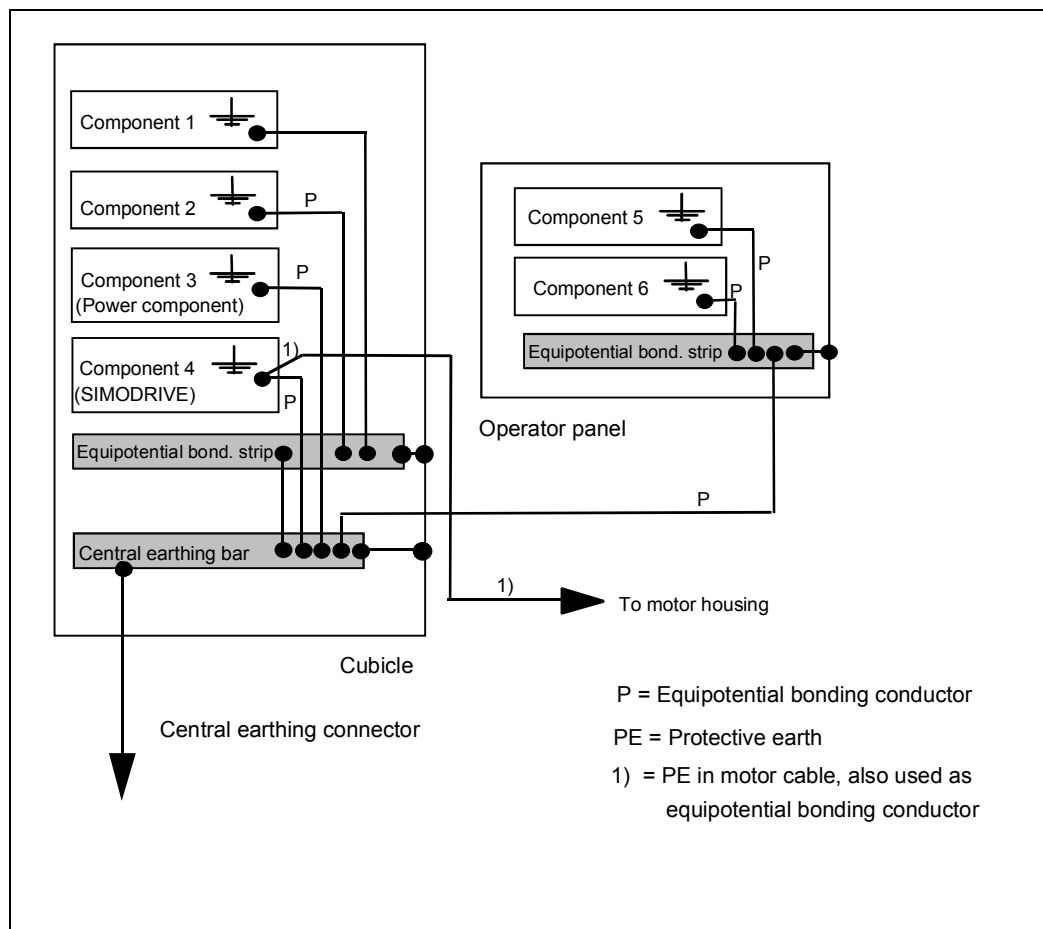 Component 1
Component 2
P
Component 3
(Power component)
P
Component 4
(SIMODRIVE)
1)
P
Equipotential bond. strip
Central earthing bar
Cubicle
Central earthing connector
Component 5
P
Component 6
P
Equipotential bond. strip
Operator panel
P
1)
To motor housing
P = Equipotential bonding conductor
PE = Protective earth
1) = PE in motor cable, also used as
equipotential bonding conductor